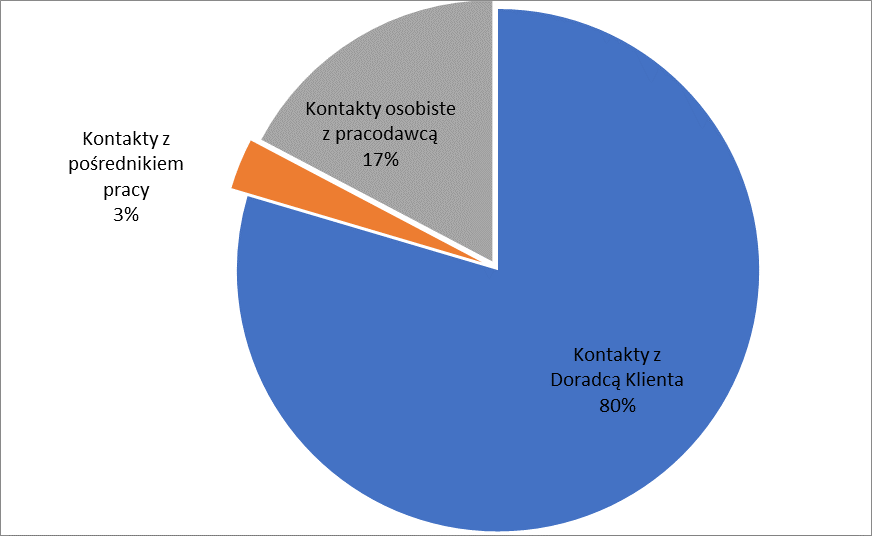 Kontakty osobiste
z pracodawcą
17%
Kontakty z
pośrednikiem
pracy
3%
Kontakty z
Doradcą Klienta
80%